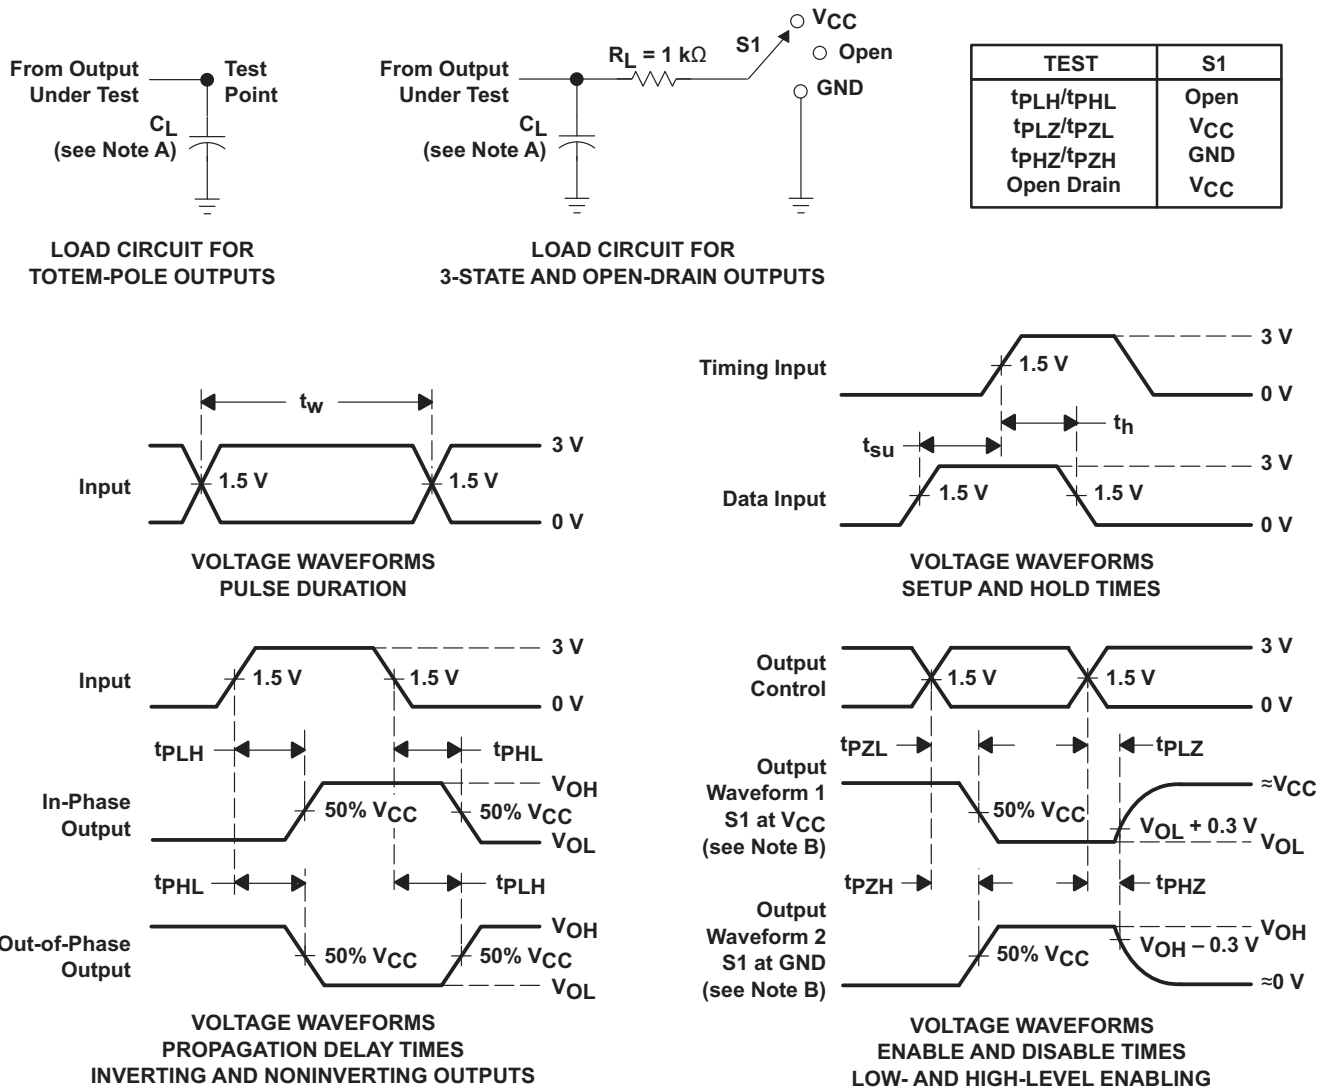 From Output
Under Test
Test
Point
CL
(see Note A)
LOAD CIRCUIT FOR
TOTEM-POLE OUTPUTS
From Output
Under Test
RL = 1 kΩ
S1
VCC
Open
GND
CL
(see Note A)
LOAD CIRCUIT FOR
3-STATE AND OPEN-DRAIN OUTPUTS
TEST S1
tPLH/tPHL Open
tPLZ/tPZL VCC
tPHZ/tPZH GND
Open Drain VCC
tw
Input
1.5 V
1.5 V
3 V
0 V
VOLTAGE WAVEFORMS
PULSE DURATION
Timing Input
1.5 V
3 V
0 V
tsu
th
Data Input
1.5 V
1.5 V
3 V
0 V
VOLTAGE WAVEFORMS
SETUP AND HOLD TIMES
Input
1.5 V
1.5 V
3 V
0 V
tPLH
tPHL
In-Phase
Output
50% VCC
50% VCC
VOH
VOL
tPHL
tPLH
Out-of-Phase
Output
50% VCC
50% VCC
VOH
VOL
VOLTAGE WAVEFORMS
PROPAGATION DELAY TIMES
INVERTING AND NONINVERTING OUTPUTS
Output
Control
1.5 V
1.5 V
3 V
0 V
tPZL
tPLZ
Output
Waveform 1
S1 at VCC
(see Note B)
50% VCC
VOL + 0.3 V
≈VCC
VOL
tPZH
tPHZ
Output
Waveform 2
S1 at GND
(see Note B)
50% VCC
VOH − 0.3 V
VOH
≈0 V
VOLTAGE WAVEFORMS
ENABLE AND DISABLE TIMES
LOW- AND HIGH-LEVEL ENABLING